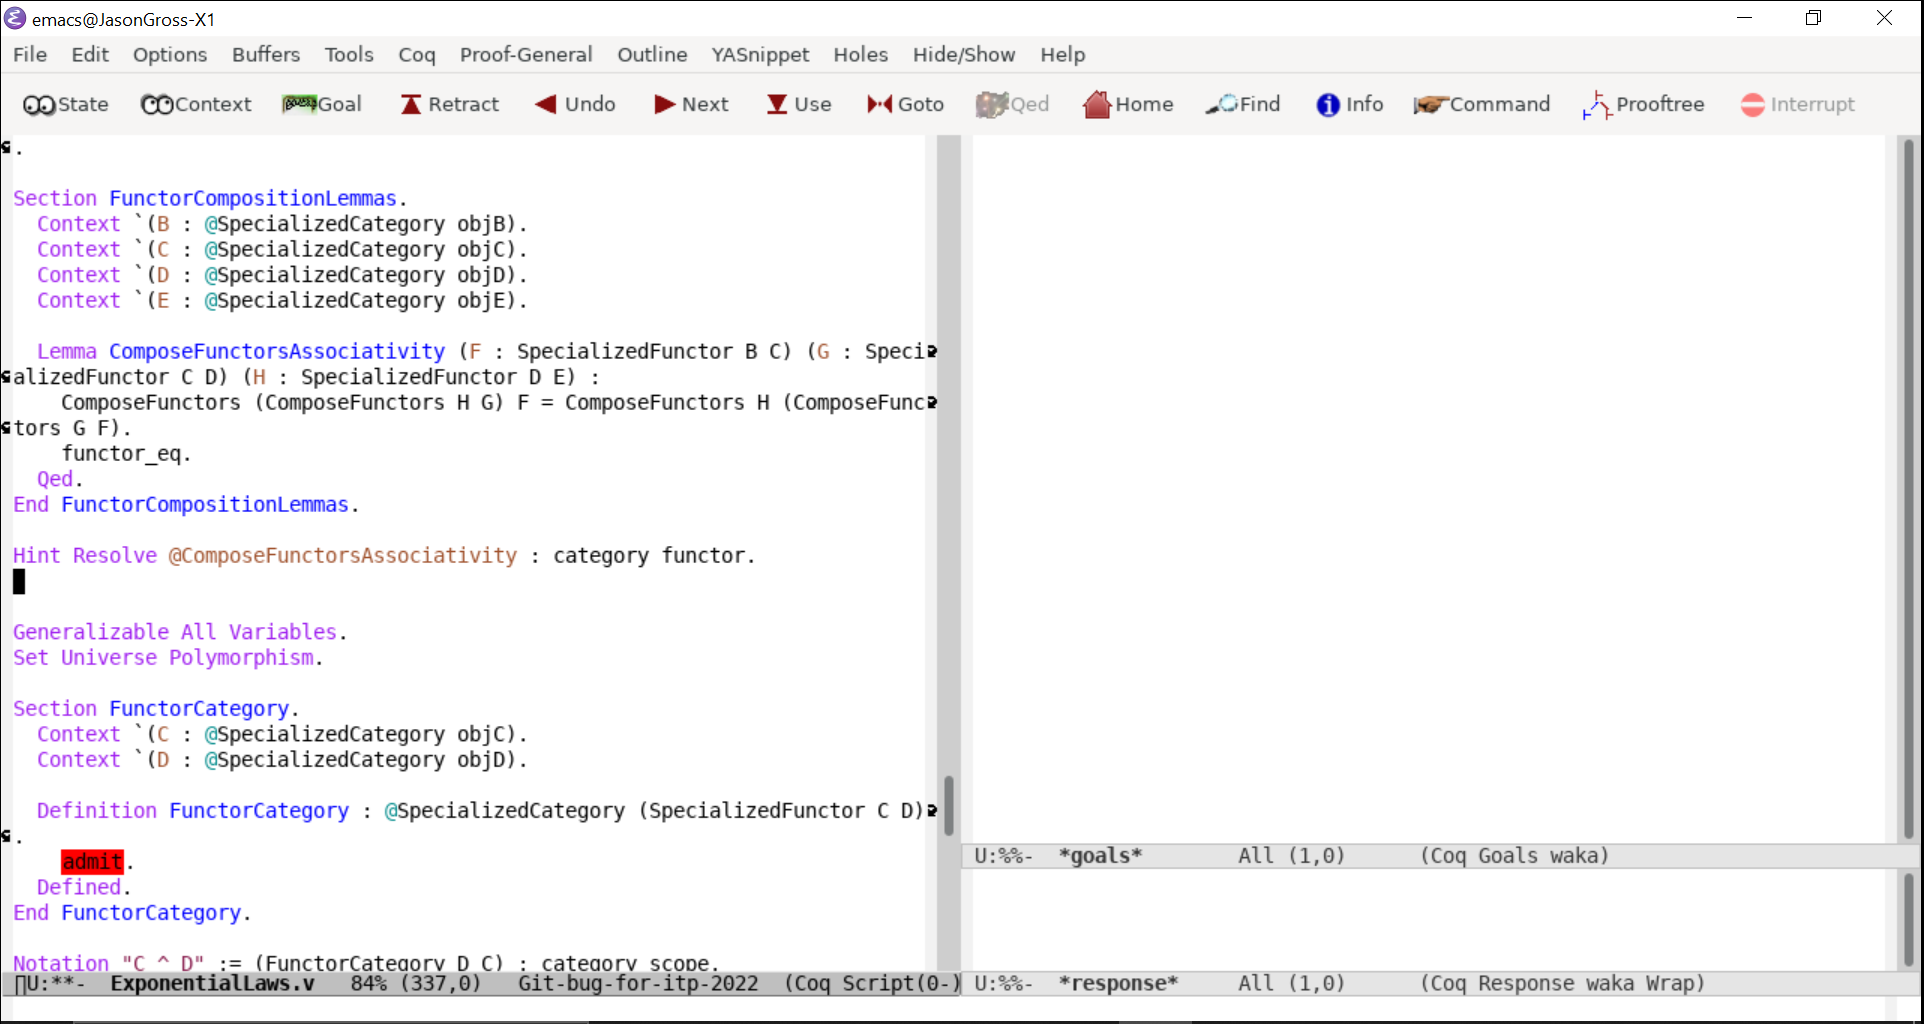 emacs@JasonGross-X1
File Edit Options Buffers Tools Coq Proof-General Outline YASnippet Holes Hide/Show Help
State Context Goal Retract Undo Next Use Goto Qed Home Find Info Command Prooftree Interrupt
.
Section FunctorCompositionLemmas.
  Context `(B : @SpecializedCategory objB).
  Context `(C : @SpecializedCategory objC).
  Context `(D : @SpecializedCategory objD).
  Context `(E : @SpecializedCategory objE).
  Lemma ComposeFunctorsAssociativity (F : SpecializedFunctor B C) (G : Speci
alizedFunctor C D) (H : SpecializedFunctor D E) :
    ComposeFunctors (ComposeFunctors H G) F = ComposeFunctors H (ComposeFunc
tors G F).
    functor_eq.
  Qed.
End FunctorCompositionLemmas.
Hint Resolve @ComposeFunctorsAssociativity : category functor.
Generalizable All Variables.
Set Universe Polymorphism.
Section FunctorCategory.
  Context `(C : @SpecializedCategory objC).
  Context `(D : @SpecializedCategory objD).
  Definition FunctorCategory : @SpecializedCategory (SpecializedFunctor C D)
.
    admit.
  Defined.
End FunctorCategory.
Notation "C ^ D" := (FunctorCategory D C) : category_scope.
U:**-  ExponentialLaws.v   84% (337,0)   Git-bug-for-itp-2022  (Coq Script(0-)
U:%%-  *goals*        All (1,0)      (Coq Goals waka)
U:%%-  *response*     All (1,0)      (Coq Response waka Wrap)